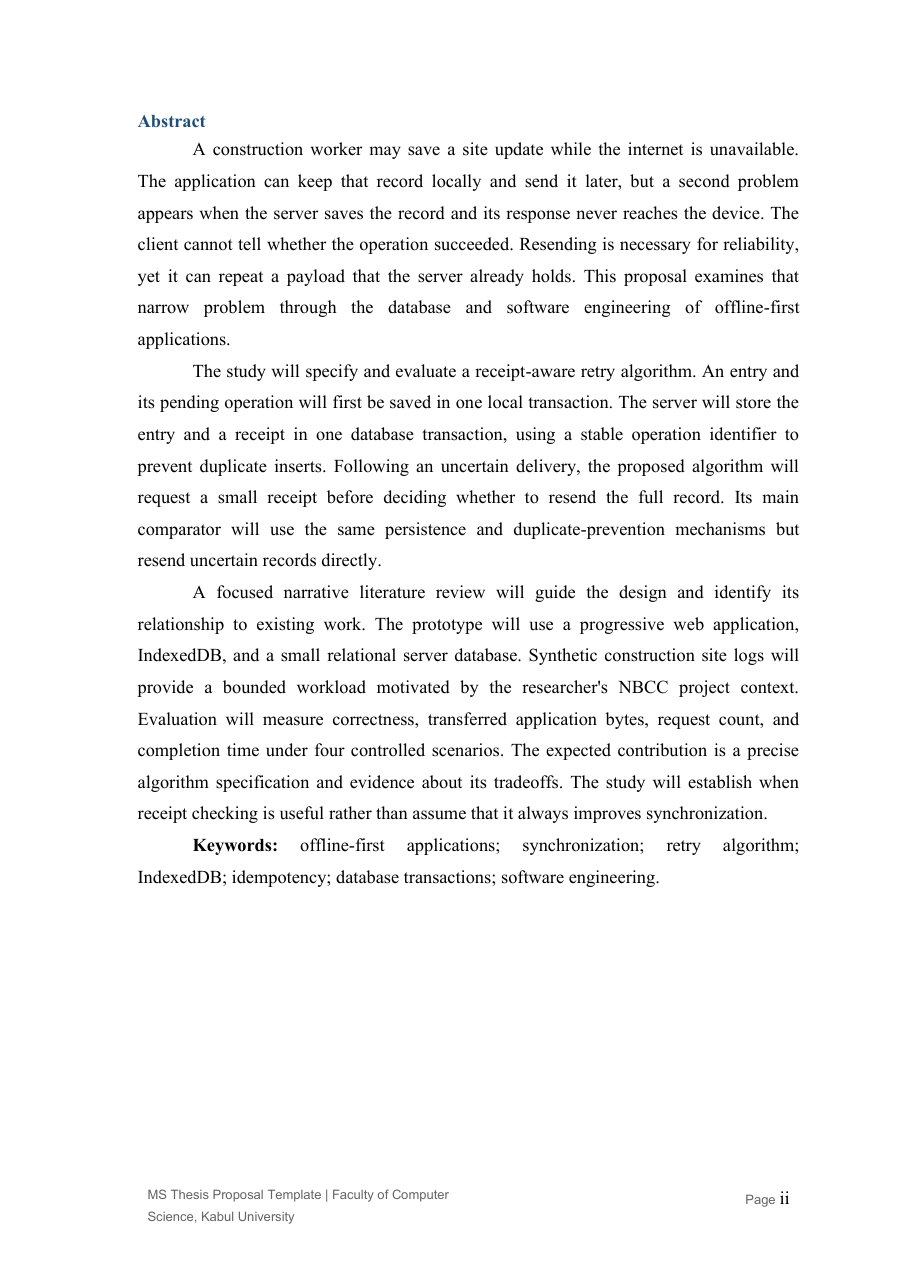 Abstract
A construction worker may save a site update while the internet is unavailable.
The application can keep that record locally and send it later, but a second problem
appears when the server saves the record and its response never reaches the device. The
client cannot tell whether the operation succeeded. Resending is necessary for reliability,
yet it can repeat a payload that the server already holds. This proposal examines that
narrow problem through the database and software engineering of offline-first
applications.
The study will specify and evaluate a receipt-aware retry algorithm. An entry and
its pending operation will first be saved in one local transaction. The server will store the
entry and a receipt in one database transaction, using a stable operation identifier to
prevent duplicate inserts. Following an uncertain delivery, the proposed algorithm will
request a small receipt before deciding whether to resend the full record. Its main
comparator will use the same persistence and duplicate-prevention mechanisms but
resend uncertain records directly.
A focused narrative literature review will guide the design and identify its
relationship to existing work. The prototype will use a progressive web application,
IndexedDB, and a small relational server database. Synthetic construction site logs will
provide a bounded workload motivated by the researcher's NBCC project context.
Evaluation will measure correctness, transferred application bytes, request count, and
completion time under four controlled scenarios. The expected contribution is a precise
algorithm specification and evidence about its tradeoffs. The study will establish when
receipt checking is useful rather than assume that it always improves synchronization.
Keywords: offline-first applications; synchronization; retry algorithm;
IndexedDB; idempotency; database transactions; software engineering.
MS Thesis Proposal Template | Faculty of Computer
Science, Kabul University
Page ii